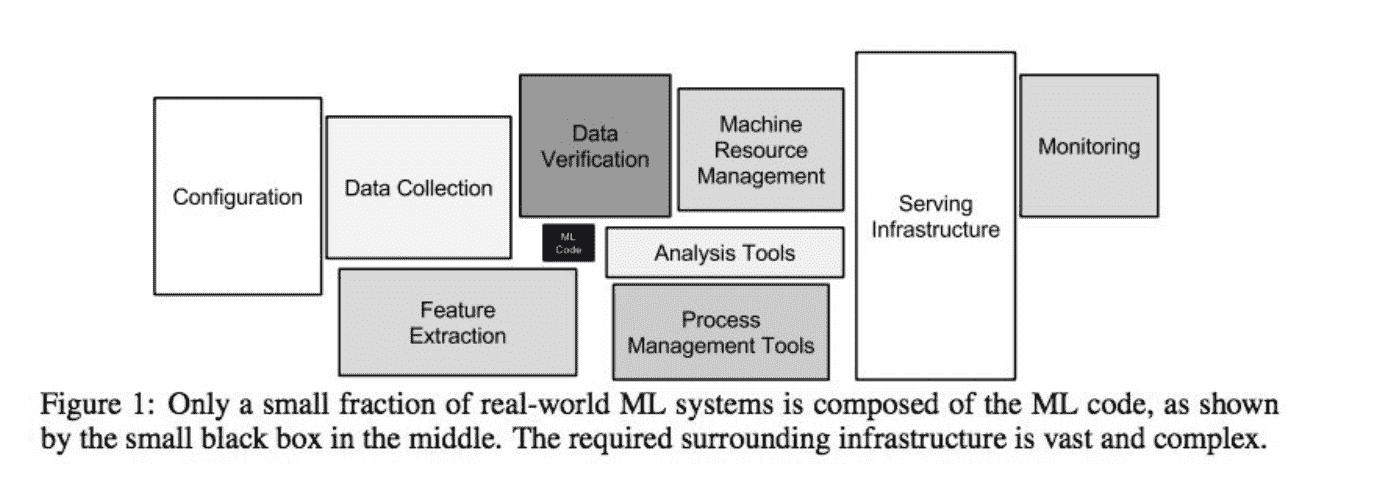 Configuration
Data Collection
Data
Verification
Machine
Resource
Management
Serving
Infrastructure
Monitoring
ML
Code
Analysis Tools
Feature
Extraction
Process
Management Tools
Figure 1: Only a small fraction of real-world ML systems is composed of the ML code, as shown
by the small black box in the middle. The required surrounding infrastructure is vast and complex.